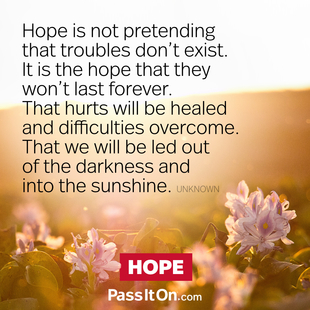 Hope is not pretending
that troubles don't exist.
It is the hope that they
won't last forever.
That hurts will be healed
and difficulties overcome.
That we will be led out
of the darkness and
into the sunshine. UNKNOWN
HOPE
PassItOn.com